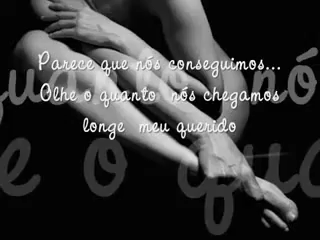 Parece que nós conseguimos...
Olhe o quanto nós chegamos
longe meu querido